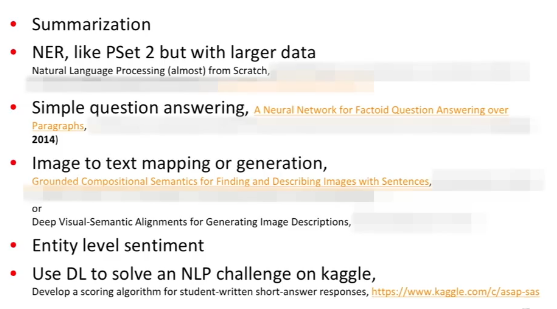 • Summarization
• NER, like PSet 2 but with larger data
Natural Language Processing (almost) from Scratch,
• Simple question answering, A Neural Network for Factoid Question Answering over
Paragraphs,
2014)
• Image to text mapping or generation,
Grounded Compositional Semantics for Finding and Describing Images with Sentences,
or
Deep Visual-Semantic Alignments for Generating Image Descriptions,
• Entity level sentiment
• Use DL to solve an NLP challenge on kaggle,
Develop a scoring algorithm for student-written short-answer responses, https://www.kaggle.com/c/asap-sas